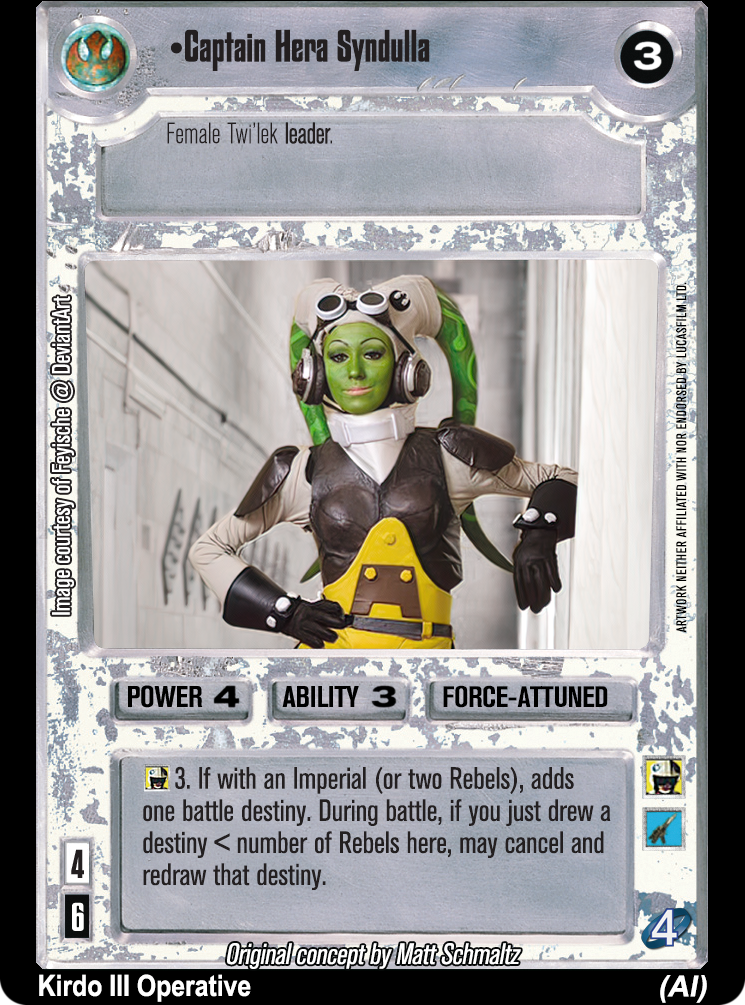 •Captain Hera Syndulla
3
Female Twi'lek leader.
Image courtesy of Feyische @ DeviantArt
ARTWORK NEITHER AFFILIATED WITH NOR ENDORSED BY LUCASFILM LTD.
POWER 4
ABILITY 3
FORCE-ATTUNED
3. If with an Imperial (or two Rebels), adds
one battle destiny. During battle, if you just drew a
destiny < number of Rebels here, may cancel and
redraw that destiny.
4
6
4
Original concept by Matt Schmaltz
Kirdo III Operative
(AI)